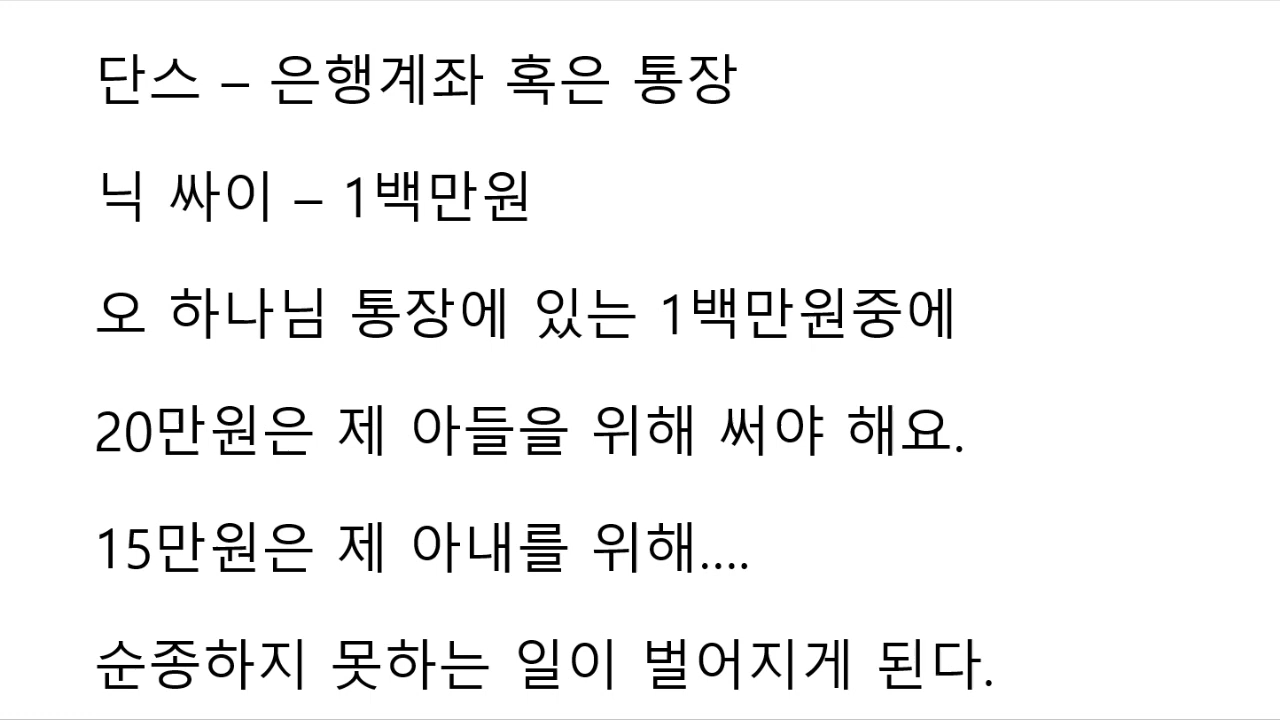 단스 – 은행계좌 혹은 통장
닉 싸이 – 1백만원
오 하나님 통장에 있는 1백만원중에
20만원은 제 아들을 위해 써야 해요.
15만원은 제 아내를 위해....
순종하지 못하는 일이 벌어지게 된다.